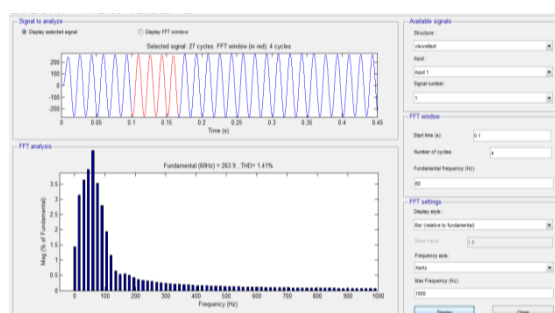 Signal to analyze
Display selected signal
Display FFT window
Selected signal: 27 cycles. FFT window (in red): 4 cycles
200
100
0
-100
-200
0 0.05 0.1 0.15 0.2 0.25 0.3 0.35 0.4 0.45
Time (s)
FFT analysis
Fundamental (60Hz) = 263.9 , THD= 1.41%
Mag (% of Fundamental)
3.5
3
2.5
2
1.5
1
0.5
0
0 100 200 300 400 500 600 700 800 900 1000
Frequency (Hz)
Available signals
Structure :
Input :
input 1
Signal number:
1
FFT window
Start time (s): 0.1
Number of cycles: 4
Fundamental frequency (Hz):
60
FFT settings
Display style :
Bar (relative to fundamental)
Base value: 1.0
Frequency axis:
Hertz
Max Frequency (Hz):
1000
Display
Close